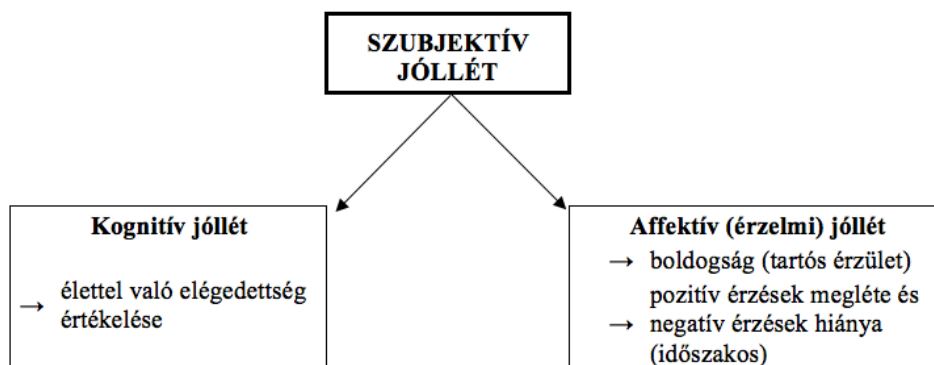 SZUBJEKTÍV
JÓLLÉT
Kognitív jóllét
→ élettel való elégedettség
értékelése
Affektív (érzelmi) jóllét
→ boldogság (tartós érzület)
pozitív érzések megléte és
→ negatív érzések hiánya
(időszakos)